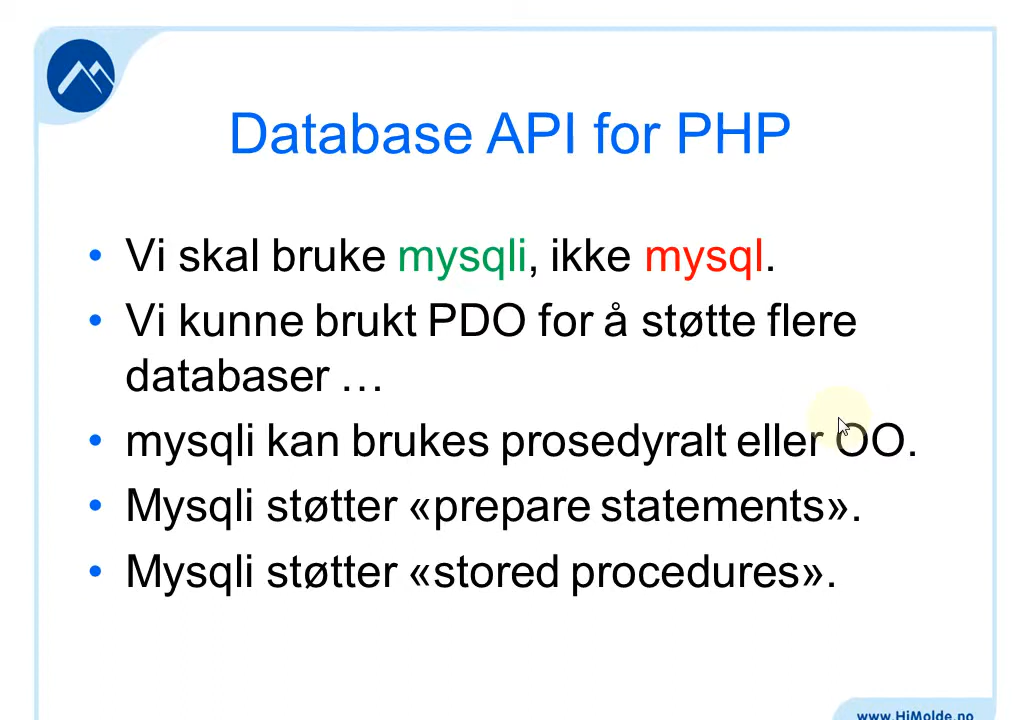 Database API for PHP
• Vi skal bruke mysqli, ikke mysql.
• Vi kunne brukt PDO for å støtte flere
databaser …
• mysqli kan brukes prosedyralt eller OO.
• Mysqli støtter «prepare statements».
• Mysqli støtter «stored procedures».
www.HiMolde.no